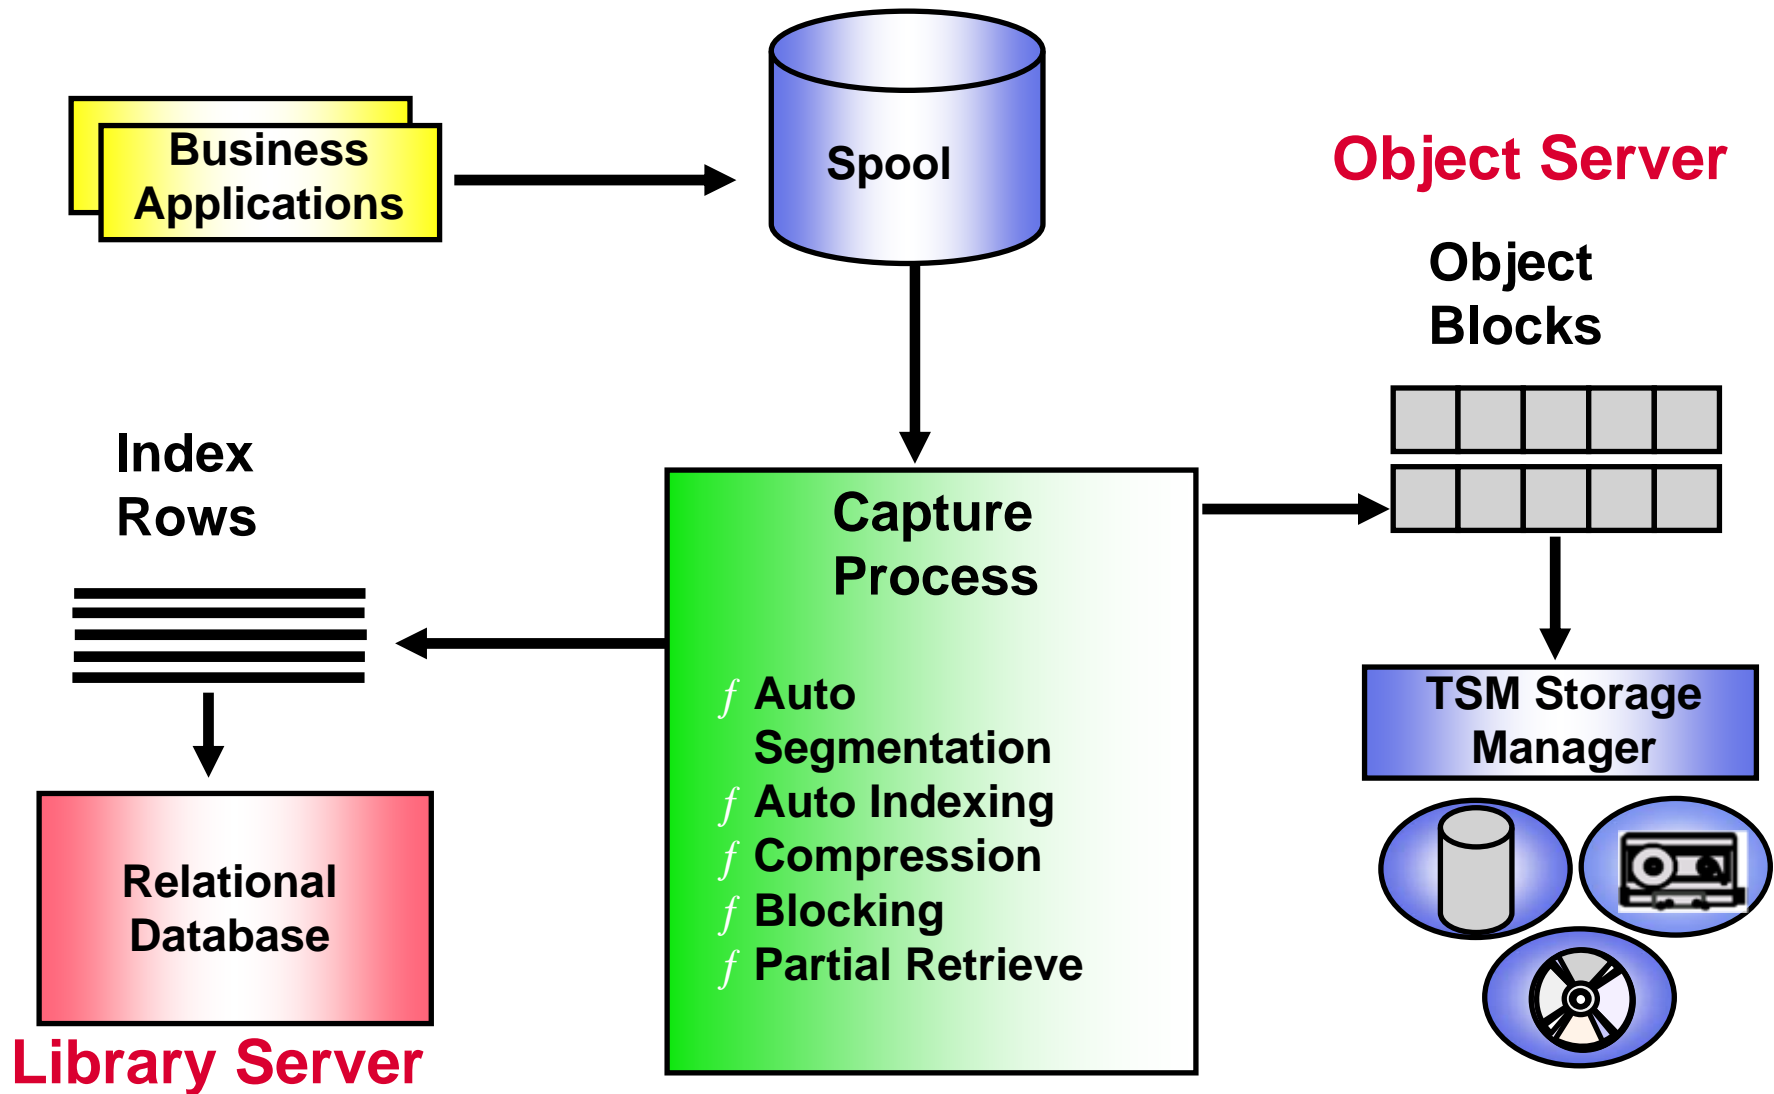 Business
Applications
Spool
Object Server
Object
Blocks
Index
Rows
Capture
Process
ƒ Auto
Segmentation
ƒ Auto Indexing
ƒ Compression
ƒ Blocking
ƒ Partial Retrieve
TSM Storage
Manager
Relational
Database
Library Server